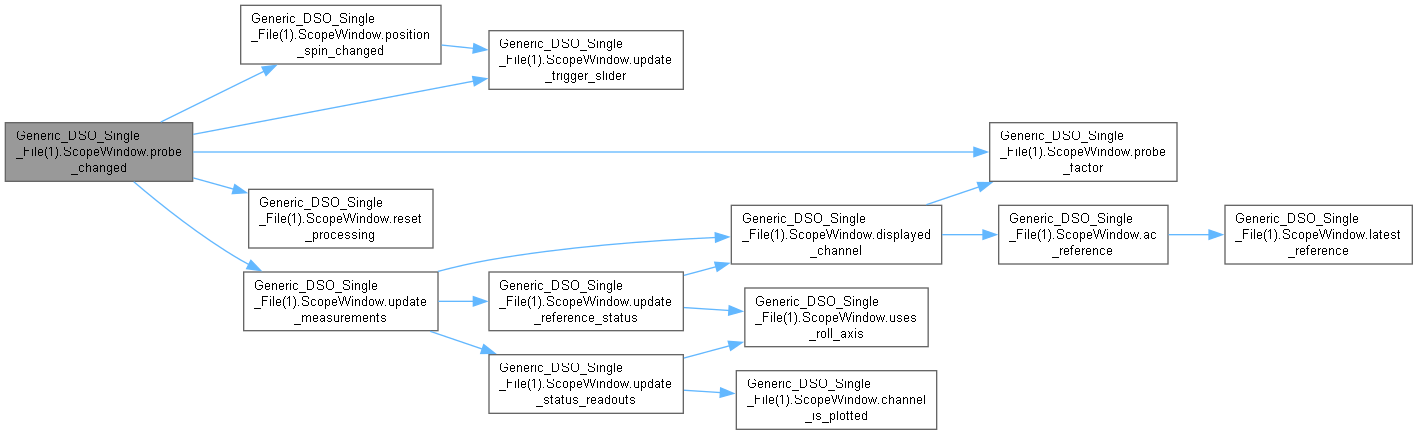 Generic_DSO_Single
_File(1).ScopeWindow.position
_spin_changed
Generic_DSO_Single
_File(1).ScopeWindow.update
_trigger_slider
Generic_DSO_Single
_File(1).ScopeWindow.probe
_changed
Generic_DSO_Single
_File(1).ScopeWindow.probe
_factor
Generic_DSO_Single
_File(1).ScopeWindow.reset
_processing
Generic_DSO_Single
_File(1).ScopeWindow.displayed
_channel
Generic_DSO_Single
_File(1).ScopeWindow.ac
_reference
Generic_DSO_Single
_File(1).ScopeWindow.latest
_reference
Generic_DSO_Single
_File(1).ScopeWindow.update
_measurements
Generic_DSO_Single
_File(1).ScopeWindow.update
_reference_status
Generic_DSO_Single
_File(1).ScopeWindow.uses
_roll_axis
Generic_DSO_Single
_File(1).ScopeWindow.update
_status_readouts
Generic_DSO_Single
_File(1).ScopeWindow.channel
_is_plotted